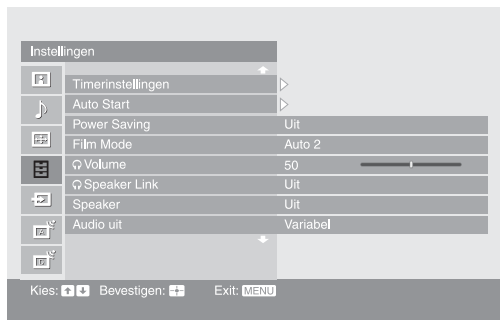 Instellingen
Timerinstellingen
Auto Start
Power Saving Uit
Film Mode Auto 2
Volume 50
Speaker Link Uit
Speaker Uit
Audio uit Variabel
Kies: Bevestigen: Exit: MENU